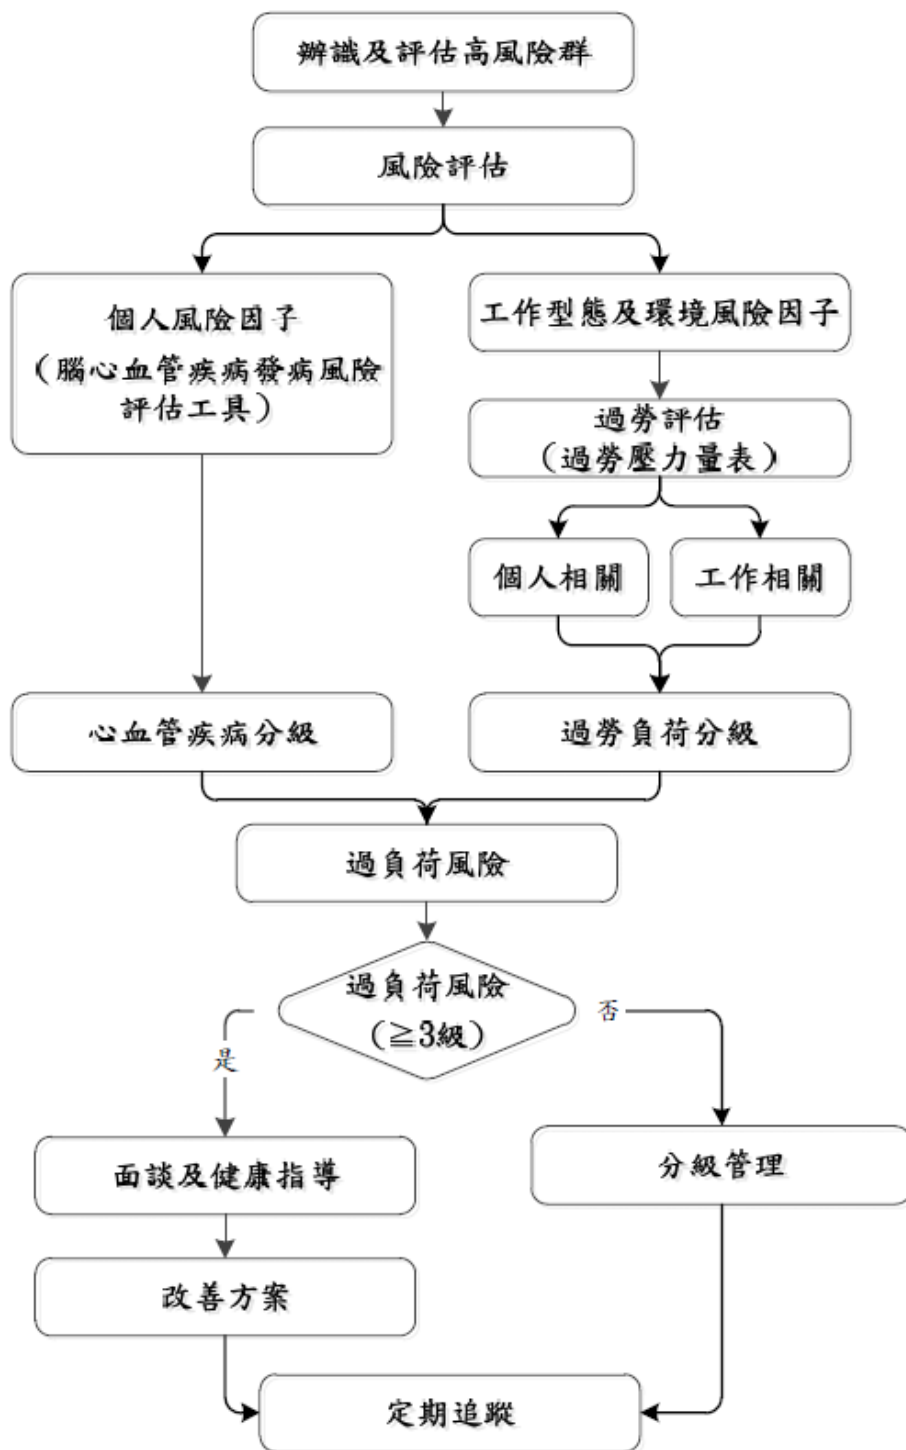 辦識及評估高風險群
風險評估
個人風險因子
（腦心血管疾病發病風險
評估工具）
工作型態及環境風險因子
過勞評估
（過勞壓力量表）
個人相關
工作相關
心血管疾病分級
過勞負荷分級
過負荷風險
過負荷風險
（≧3級）
是
否
面談及健康指導
分級管理
改善方案
定期追蹤